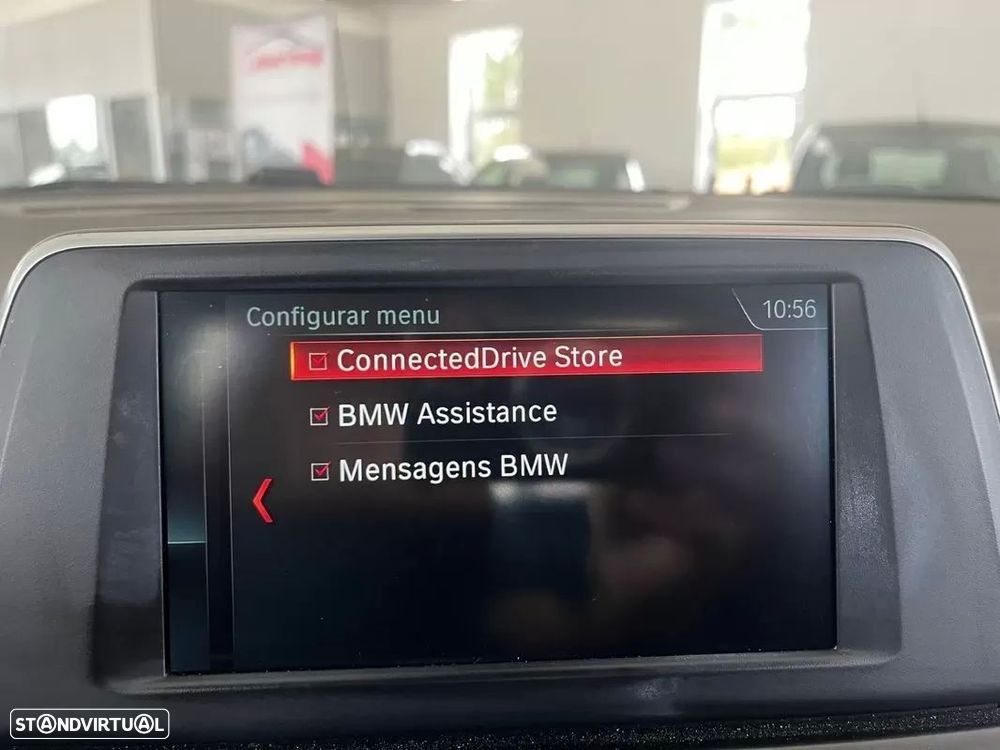 Configurar menu
10:56
ConnectedDrive Store
BMW Assistance
Mensagens BMW
STANDVIRTUAL